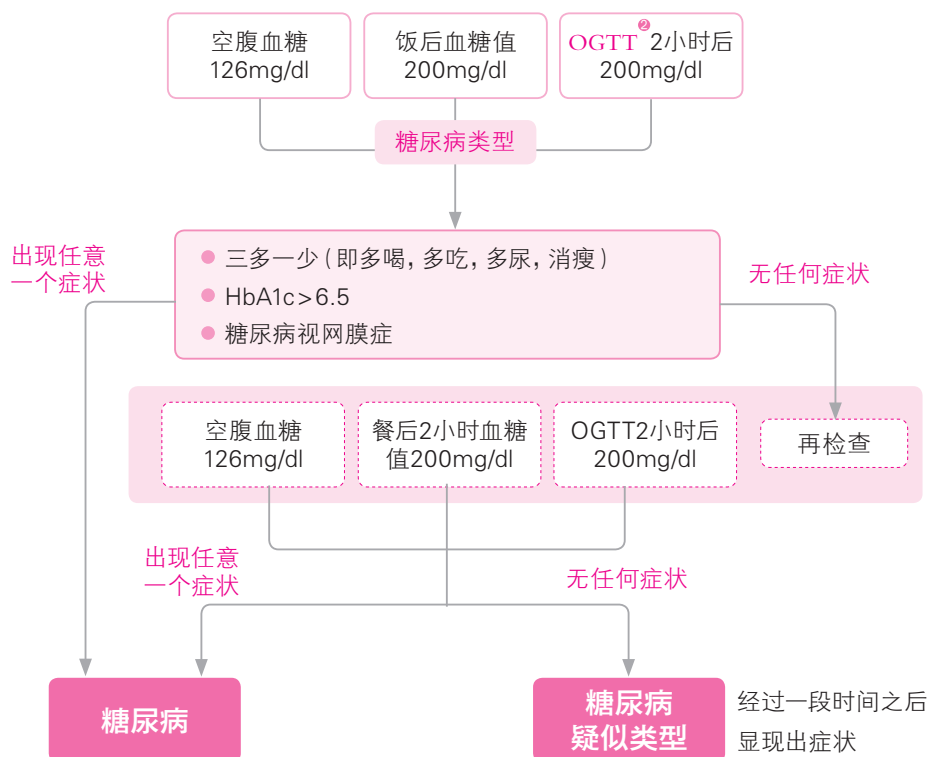 空腹血糖
126mg/dl
饭后血糖值
200mg/dl
OGTT❷2小时后
200mg/dl
糖尿病类型
出现任意
一个症状
● 三多一少（即多喝，多吃，多尿，消瘦）
● HbA1c>6.5
● 糖尿病视网膜症
无任何症状
空腹血糖
126mg/dl
餐后2小时血糖
值200mg/dl
OGTT2小时后
200mg/dl
再检查
出现任意
一个症状
无任何症状
糖尿病
糖尿病
疑似类型
经过一段时间之后
显现出症状